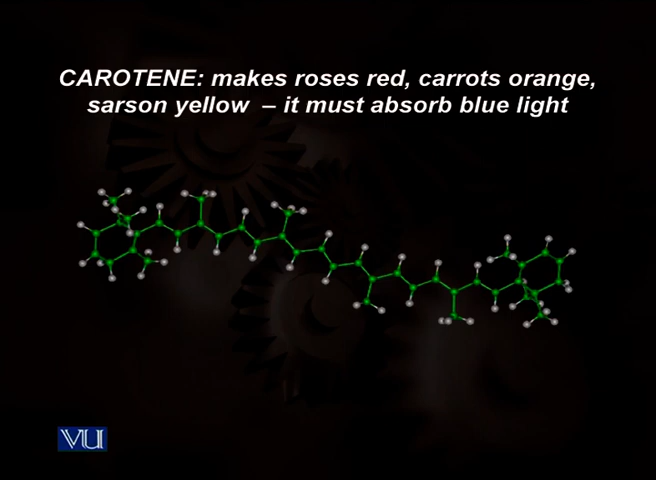 CAROTENE: makes roses red, carrots orange,
sarson yellow – it must absorb blue light
VU